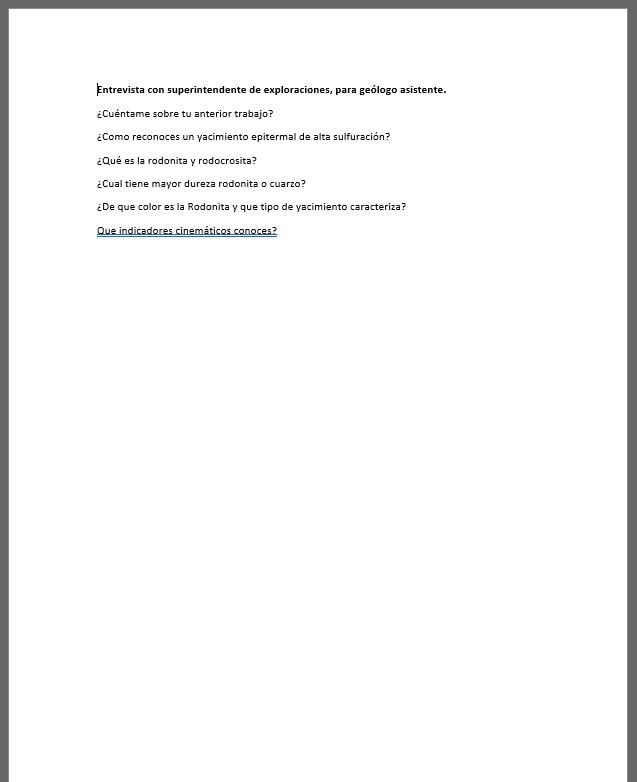 Entrevista con superintendente de exploraciones, para geólogo asistente.
¿Cuéntame sobre tu anterior trabajo?
¿Como reconoces un yacimiento epitermal de alta sulfuración?
¿Qué es la rodonita y rodocrosita?
¿Cual tiene mayor dureza rodonita o cuarzo?
¿De que color es la Rodonita y que tipo de yacimiento caracteriza?
Que indicadores cinemáticos conoces?